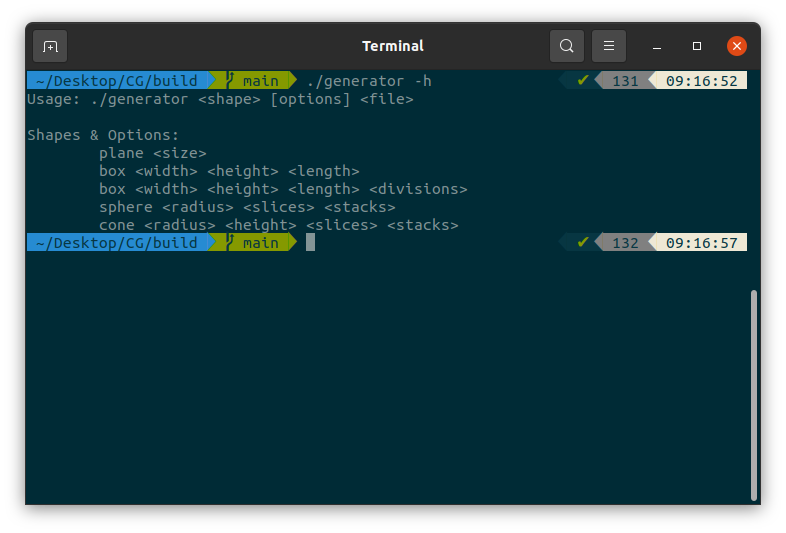 Terminal
~/Desktop/CG/build main ./generator -h ✔ 131 09:16:52
Usage: ./generator <shape> [options] <file>
Shapes & Options:
plane <size>
box <width> <height> <length>
box <width> <height> <length> <divisions>
sphere <radius> <slices> <stacks>
cone <radius> <height> <slices> <stacks>
~/Desktop/CG/build main ✔ 132 09:16:57